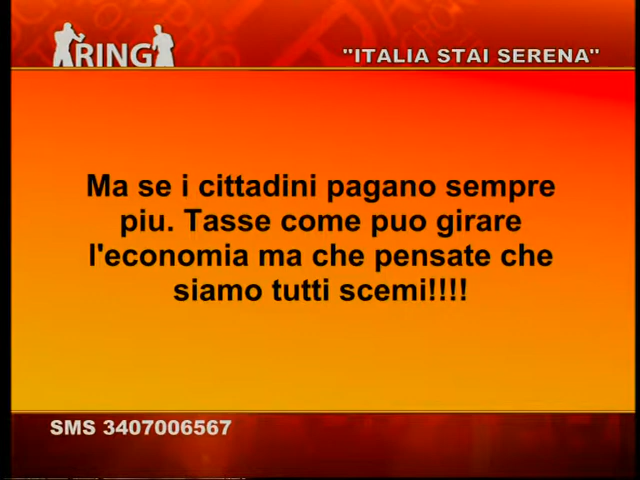 RING
"ITALIA STAI SERENA"
Ma se i cittadini pagano sempre
piu. Tasse come puo girare
l'economia ma che pensate che
siamo tutti scemi!!!!
SMS 3407006567